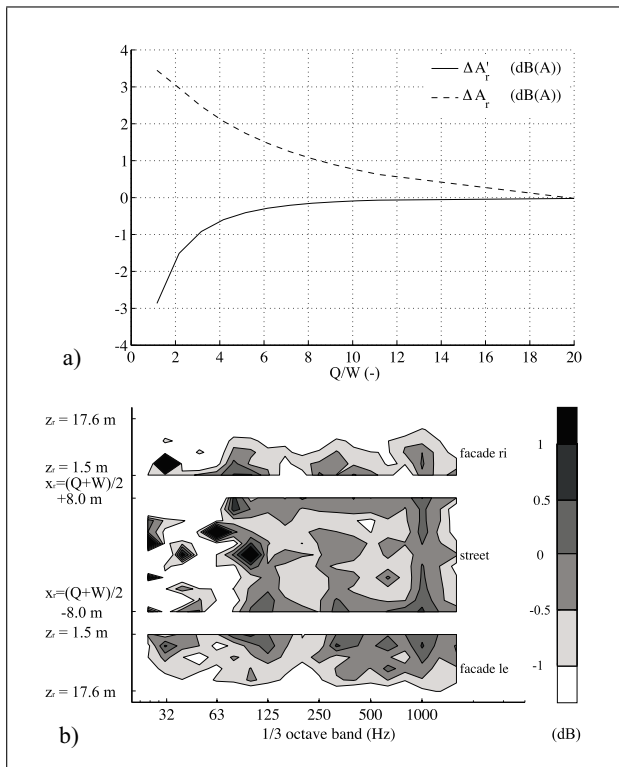 4
3
2
1
0
-1
-2
-3
-4
ΔA'r (dB(A))
ΔAr (dB(A))
0 2 4 6 8 10 12 14 16 18 20
a)
Q/W (-)
zr = 17.6 m
zr = 1.5 m
xr=(Q+W)/2
+8.0 m
xr=(Q+W)/2
-8.0 m
zr = 1.5 m
zr = 17.6 m
facade ri
street
facade le
1
0.5
0
-0.5
-1
32 63 125 250 500 1000
b)
1/3 octave band (Hz)
(dB)